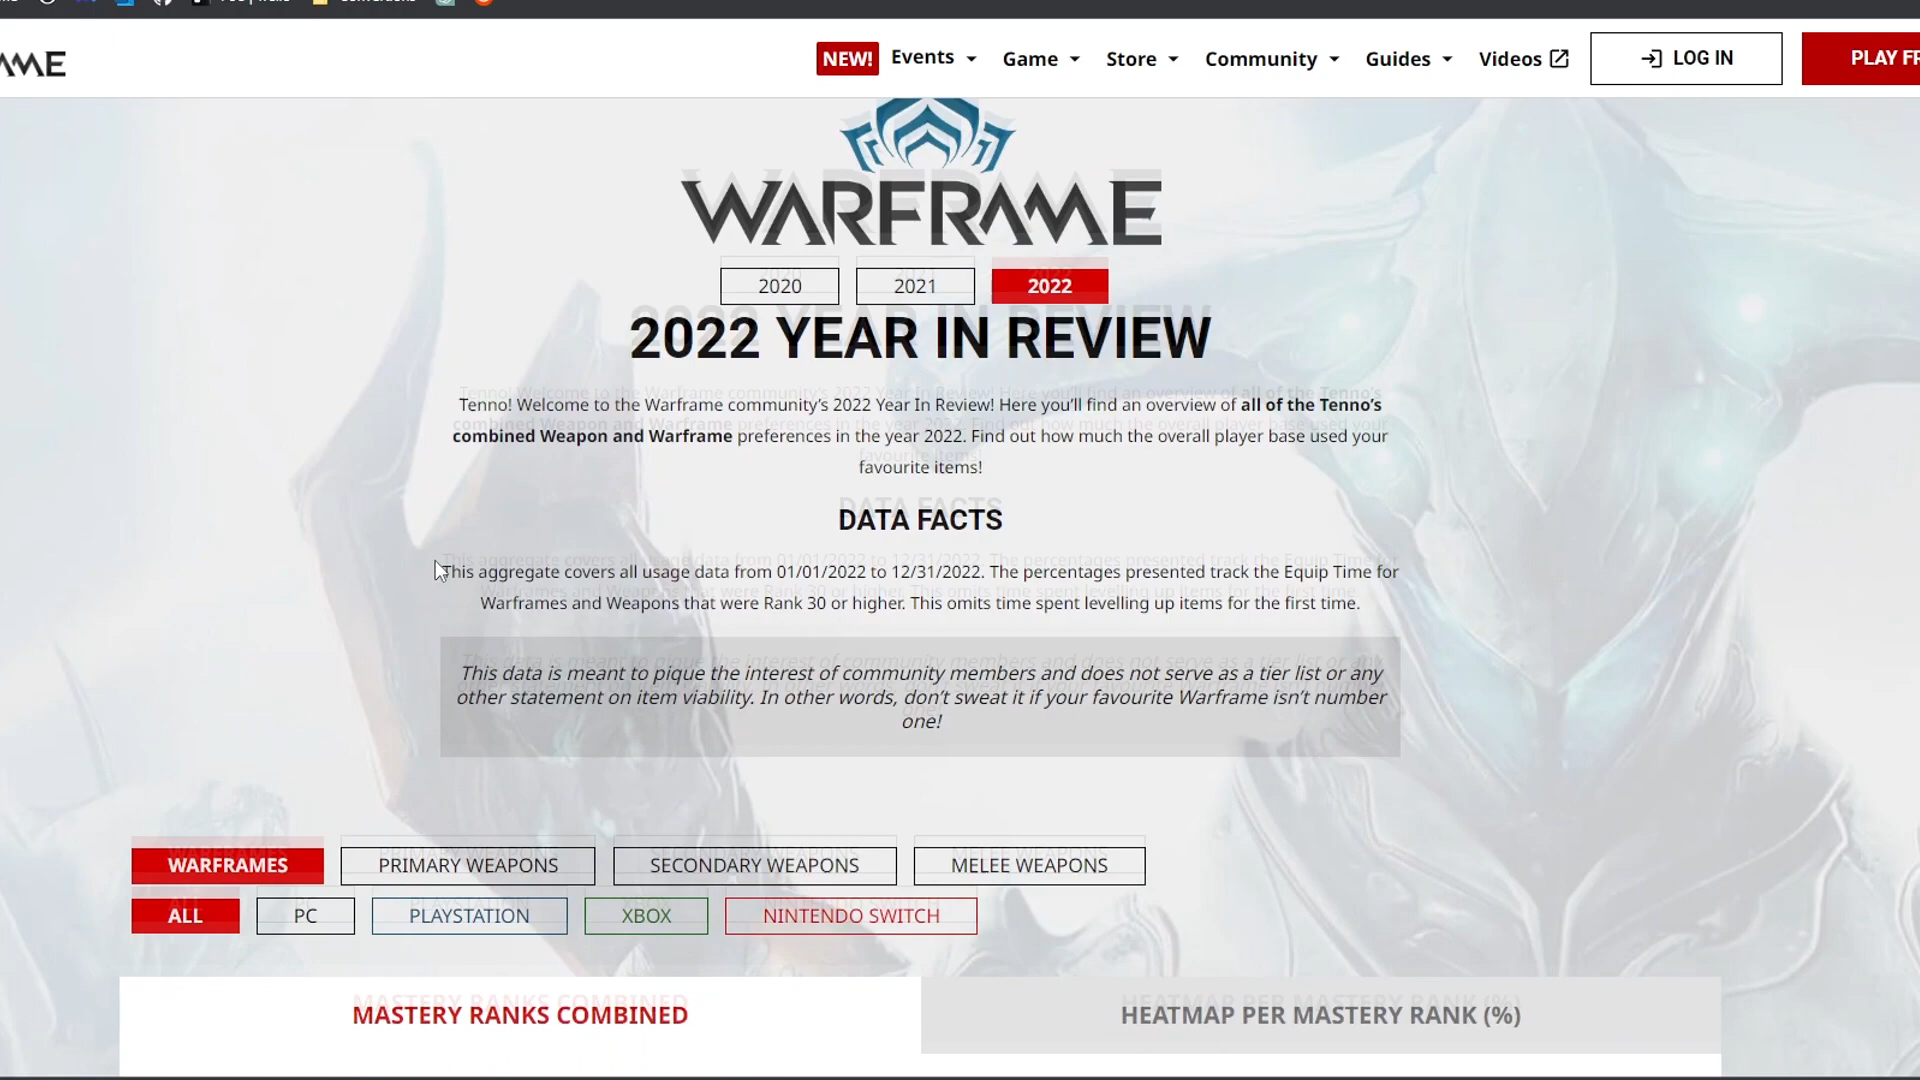 NEW! Events Game Store Community Guides Videos LOG IN PLAY
WARFRAME
2020 2021 2022
2022 YEAR IN REVIEW
Tenno! Welcome to the Warframe community's 2022 Year In Review! Here you'll find an overview of all of the Tenno's
combined Weapon and Warframe preferences in the year 2022. Find out how much the overall player base used your
favourite items!
DATA FACTS
This aggregate covers all usage data from 01/01/2022 to 12/31/2022. The percentages presented track the Equip Time for
Warframes and Weapons that were Rank 30 or higher. This omits time spent levelling up items for the first time.
This data is meant to pique the interest of community members and does not serve as a tier list or any
other statement on item viability. In other words, don't sweat it if your favourite Warframe isn't number
one!
WARFRAMES PRIMARY WEAPONS SECONDARY WEAPONS MELEE WEAPONS
ALL PC PLAYSTATION XBOX NINTENDO SWITCH
MASTERY RANKS COMBINED HEATMAP PER MASTERY RANK (%)